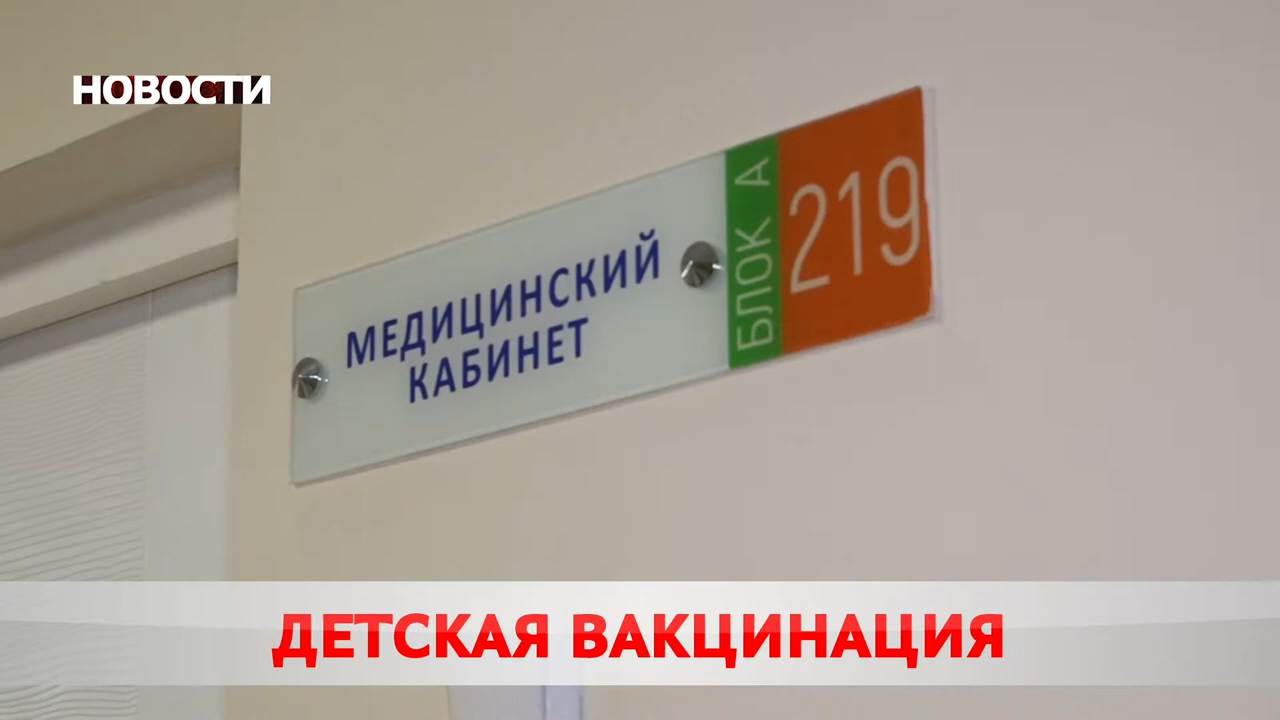 НОВОСТИ
МЕДИЦИНСКИЙ
КАБИНЕТ
БЛОК А
219
ДЕТСКАЯ ВАКЦИНАЦИЯ